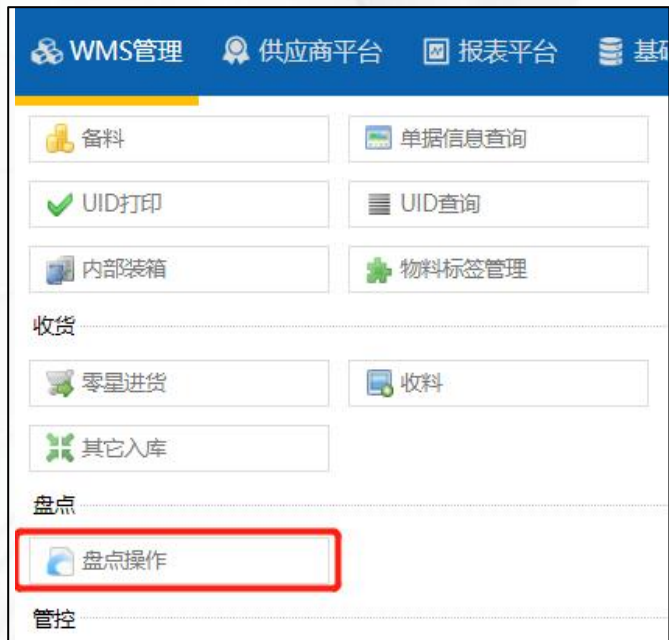 WMS管理 供应商平台 报表平台 基
备料 单据信息查询
UID打印 UID查询
内部装箱 物料标签管理
收货
零星进货 收料
其它入库
盘点
盘点操作
管控